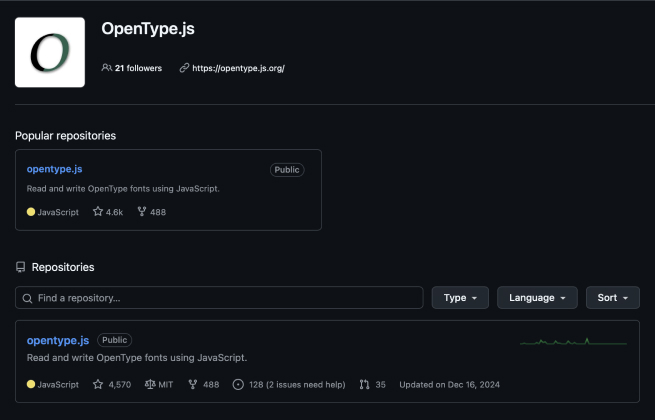 O
OpenType.js
21 followers https://opentype.js.org/
Popular repositories
opentype.js Public
Read and write OpenType fonts using JavaScript.
JavaScript 4.6k 488
Repositories
Find a repository... Type Language Sort
opentype.js Public
Read and write OpenType fonts using JavaScript.
JavaScript 4,570 MIT 488 128 (2 issues need help) 35 Updated on Dec 16, 2024